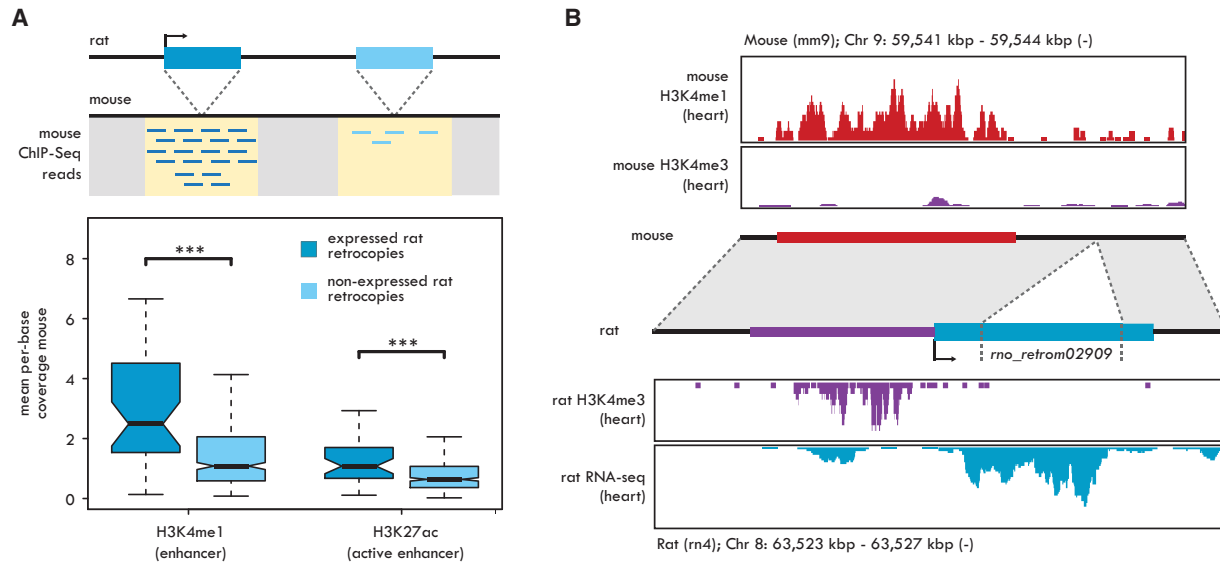 A
rat
mouse
mouse
ChIP-Seq
reads
mean per-base
coverage mouse
8
6
4
2
0
***
***
expressed rat
retrocopies
non-expressed rat
retrocopies
H3K4me1
(enhancer)
H3K27ac
(active enhancer)
B
Mouse (mm9); Chr 9: 59,541 kbp - 59,544 kbp (-)
mouse
H3K4me1
(heart)
mouse H3K4me3
(heart)
mouse
rat
rno_retrom02909
rat H3K4me3
(heart)
rat RNA-seq
(heart)
Rat (rn4); Chr 8: 63,523 kbp - 63,527 kbp (-)